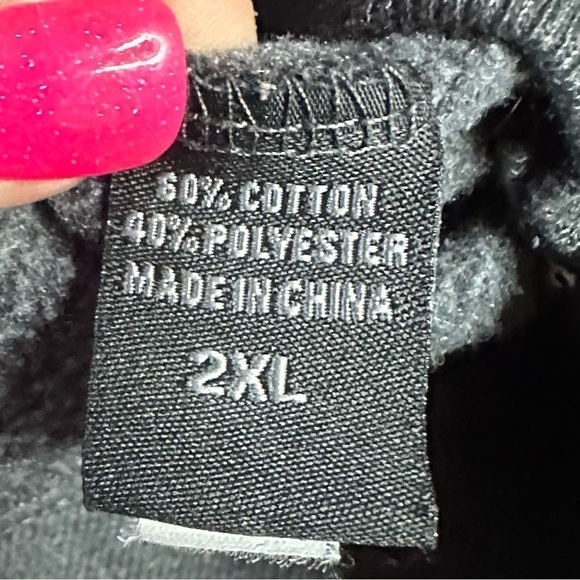 60% COTTON
40% POLYESTER
MADE IN CHINA
2XL